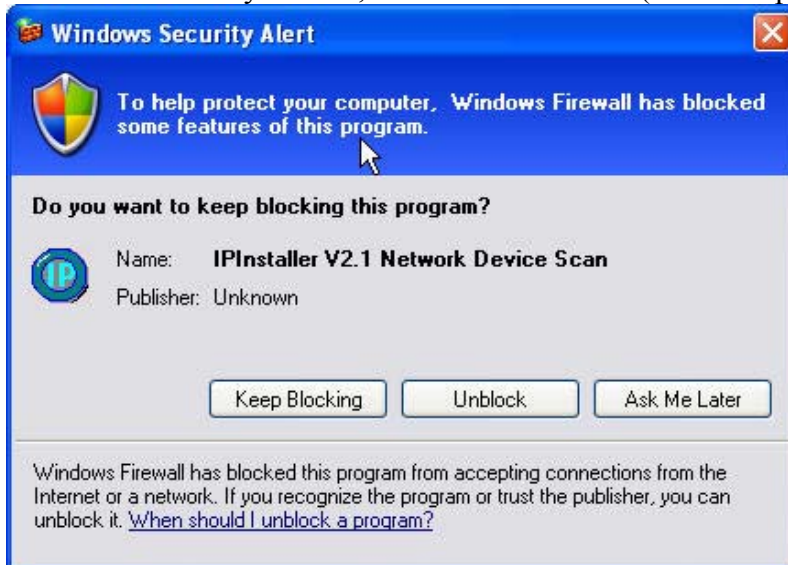 Windows Security Alert
To help protect your computer, Windows Firewall has blocked
some features of this program.
Do you want to keep blocking this program?
IP
Name: IPInstaller V2.1 Network Device Scan
Publisher: Unknown
Keep Blocking Unblock Ask Me Later
Windows Firewall has blocked this program from accepting connections from the
Internet or a network. If you recognize the program or trust the publisher, you can
unblock it. When should I unblock a program?